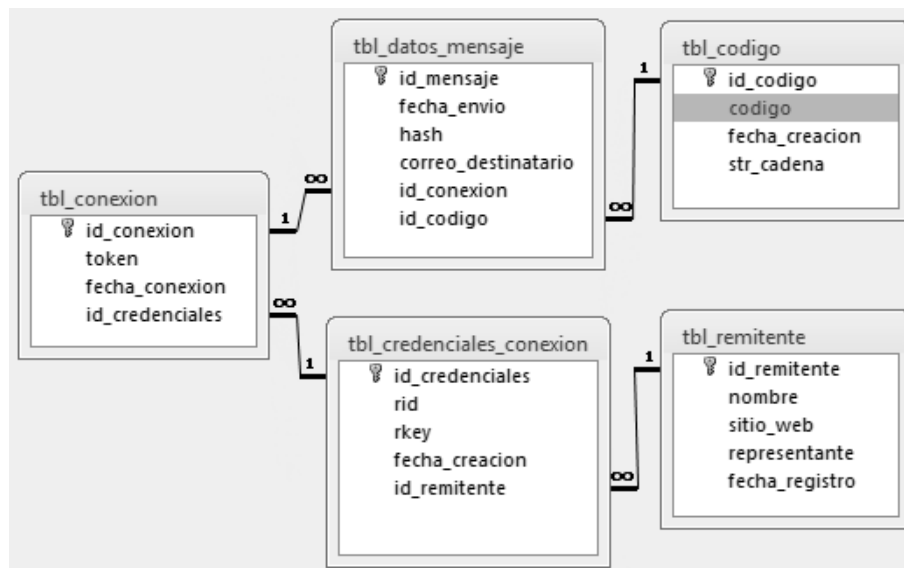 tbl_datos_mensaje
id_mensaje
fecha_envio
hash
correo_destinatario
id_conexion
id_codigo
tbl_codigo
id_codigo
codigo
fecha_creacion
str_cadena
tbl_conexion
id_conexion
token
fecha_conexion
id_credenciales
tbl_credenciales_conexion
id_credenciales
rid
rkey
fecha_creacion
id_remitente
tbl_remitente
id_remitente
nombre
sitio_web
representante
fecha_registro
1
∞
1
∞
∞
1
1
∞